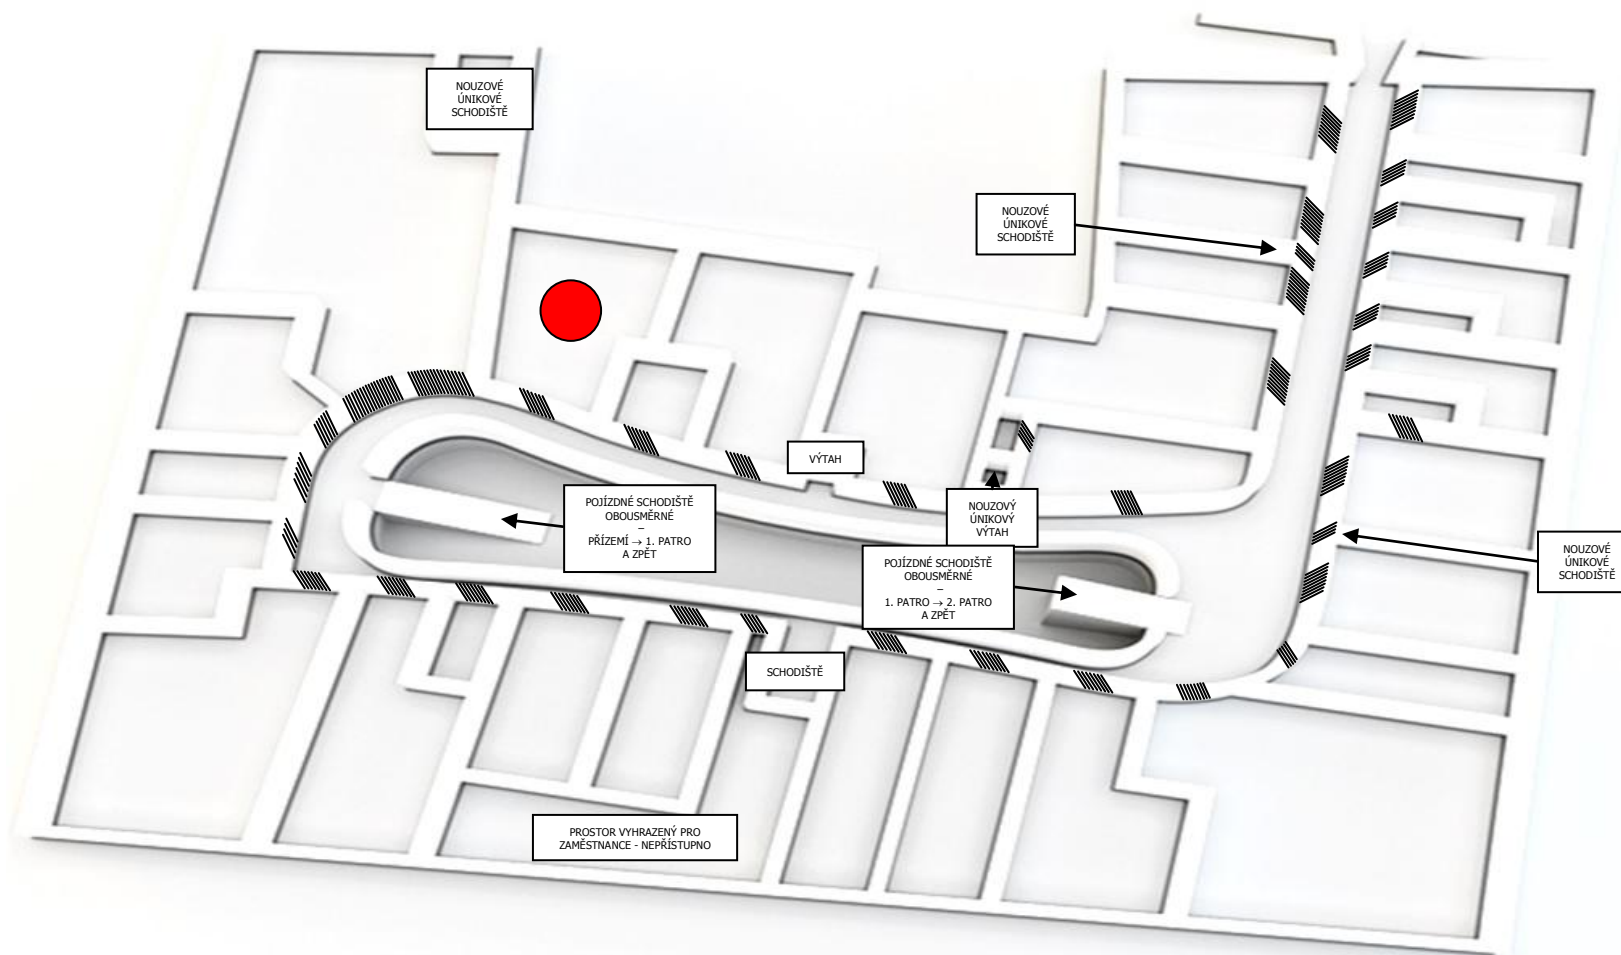 NOUZOVÉ
ÚNIKOVÉ
SCHODIŠTĚ
NOUZOVÉ
ÚNIKOVÉ
SCHODIŠTĚ
VÝTAH
POJÍZDNÉ SCHODIŠTĚ
OBOUSMĚRNÉ
–
PŘÍZEMÍ → 1. PATRO
A ZPĚT
NOUZOVÝ
ÚNIKOVÝ
VÝTAH
POJÍZDNÉ SCHODIŠTĚ
OBOUSMĚRNÉ
–
1. PATRO → 2. PATRO
A ZPĚT
NOUZOVÉ
ÚNIKOVÉ
SCHODIŠTĚ
SCHODIŠTĚ
PROSTOR VYHRAZENÝ PRO
ZAMĚSTNANCE - NEPŘÍSTUPNO